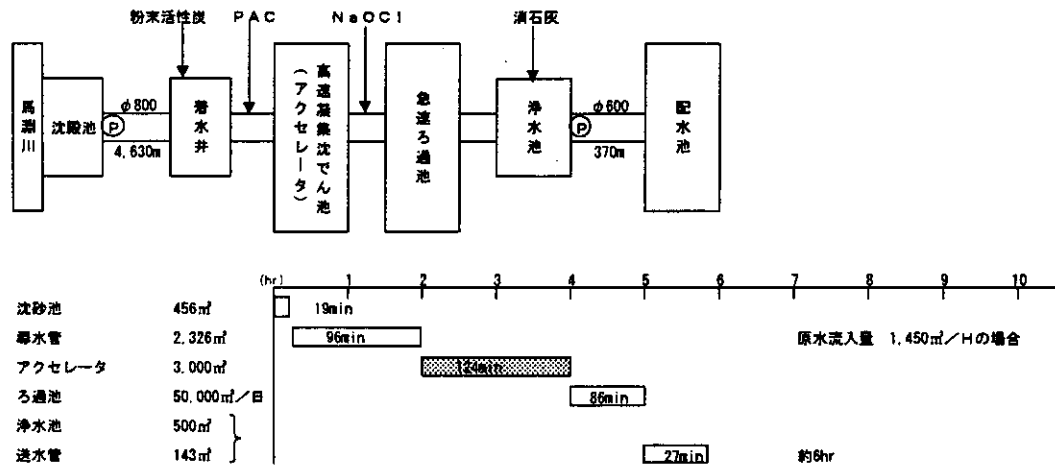 粉末活性炭 PAC NaOCl 消石灰
馬淵川
沈殿池
φ800
P
4,630m
着水井
高速凝集沈でん池
(アクセレータ)
急速ろ過池
浄水池
φ600
P
370m
配水池
(hr) 1 2 3 4 5 6 7 8 9 10
沈砂池 456㎥ 19min
導水管 2,326㎥ 96min 原水流入量 1,450㎥/Hの場合
アクセレータ 3,000㎥ 124min
ろ過池 50,000㎥/日 86min
浄水池 500㎥
送水管 143㎥ 27min 約6hr